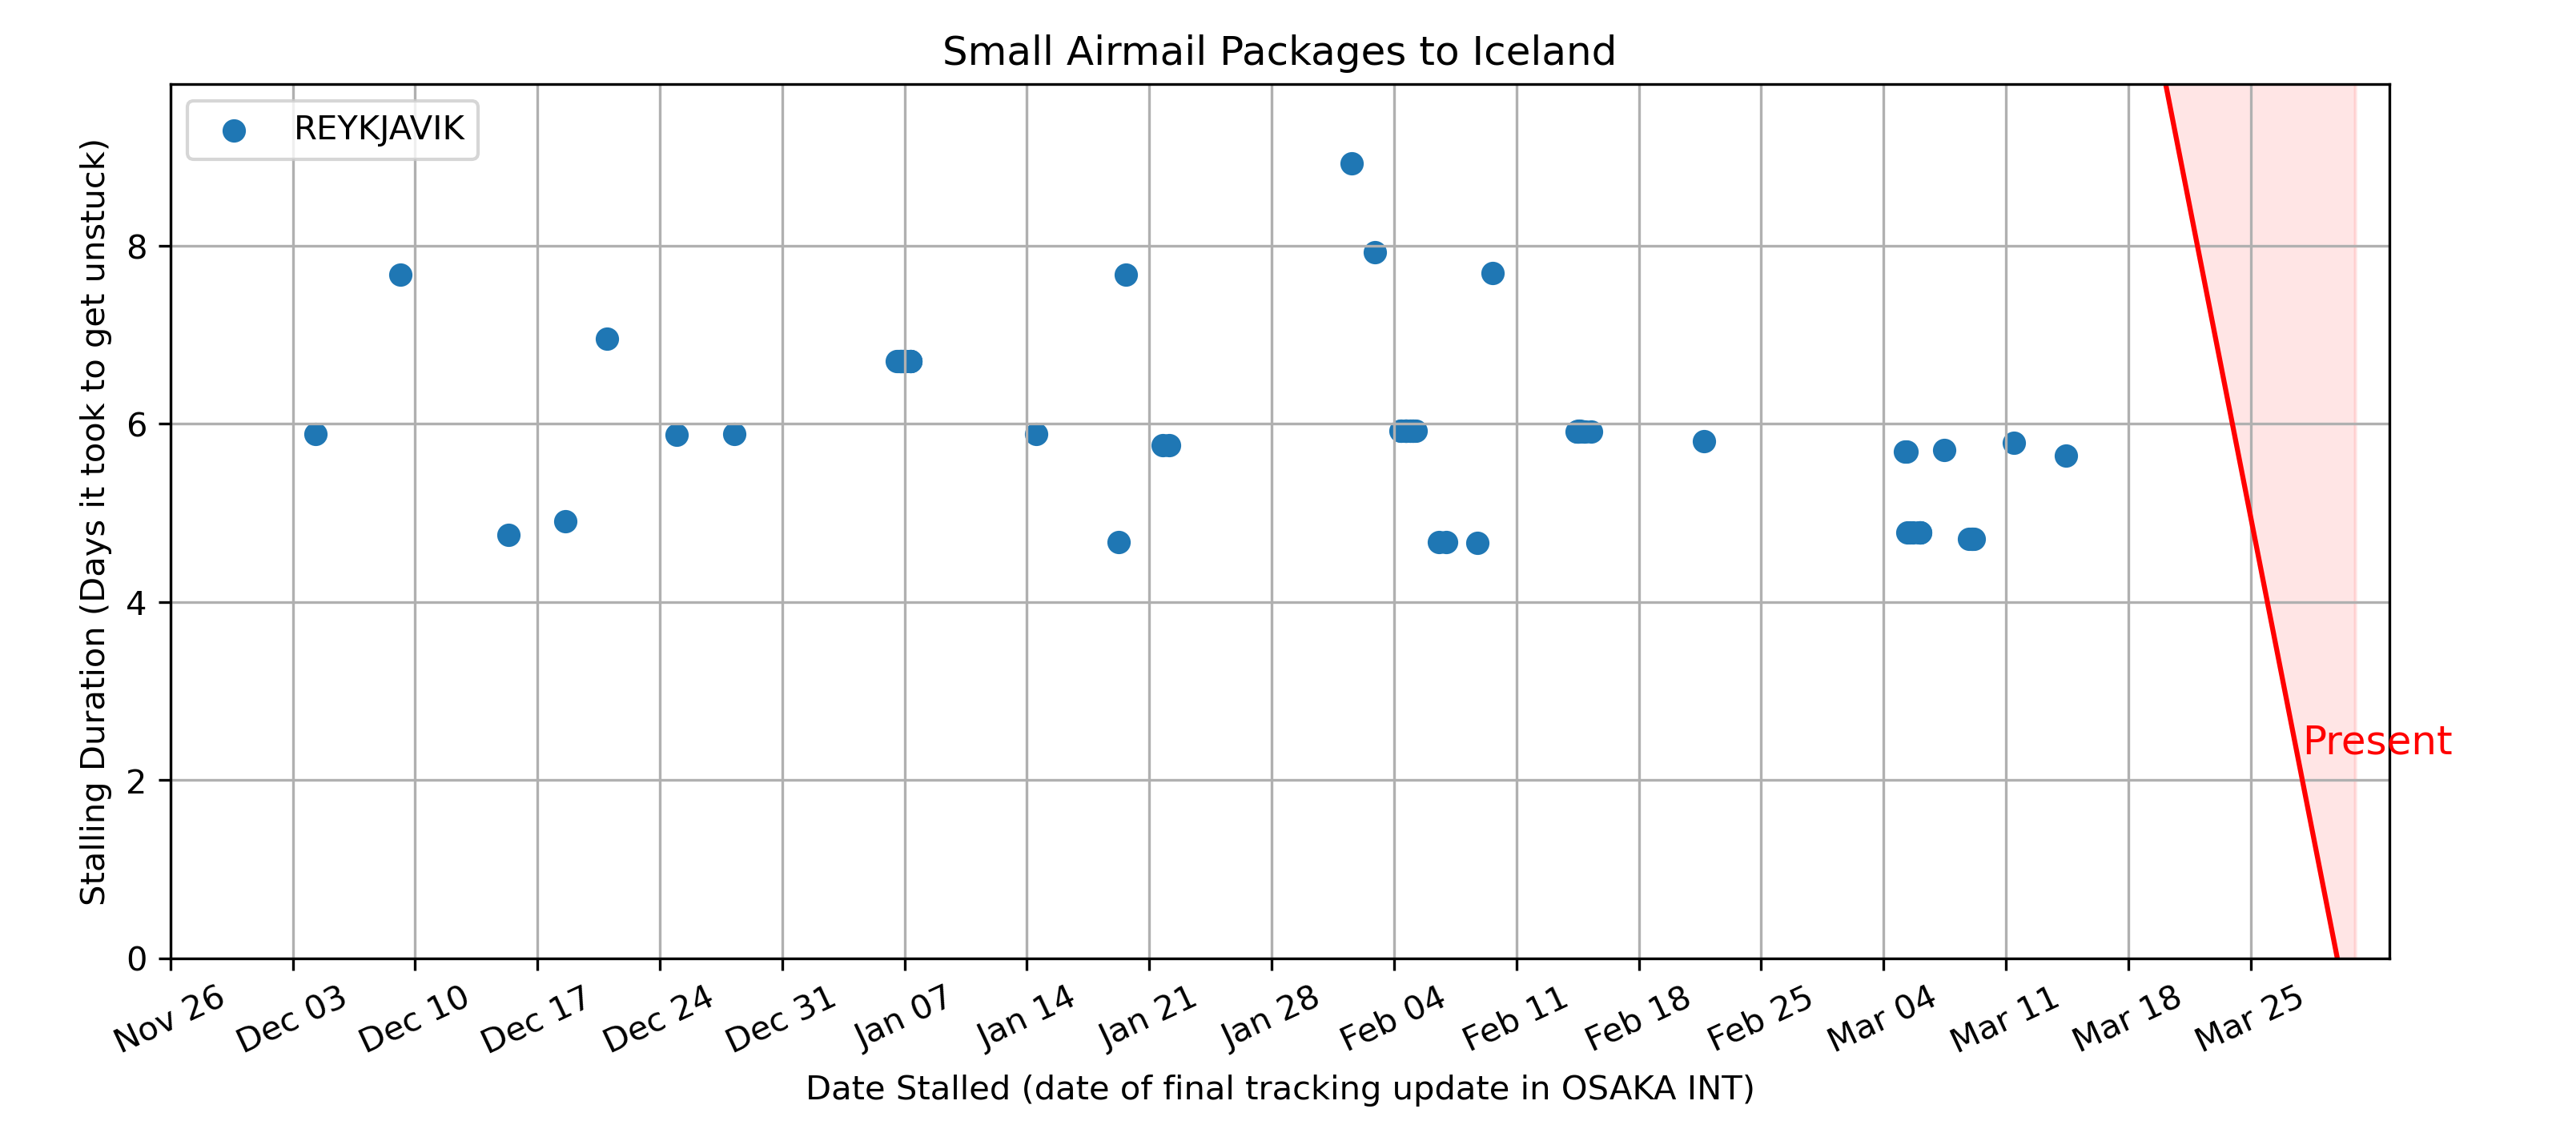 Small Airmail Packages to Iceland
REYKJAVIK
Stalling Duration (Days it took to get unstuck)
8
6
4
2
0
Present
Nov 26
Dec 03
Dec 10
Dec 17
Dec 24
Dec 31
Jan 07
Jan 14
Jan 21
Jan 28
Feb 04
Feb 11
Feb 18
Feb 25
Mar 04
Mar 11
Mar 18
Mar 25
Date Stalled (date of final tracking update in OSAKA INT)